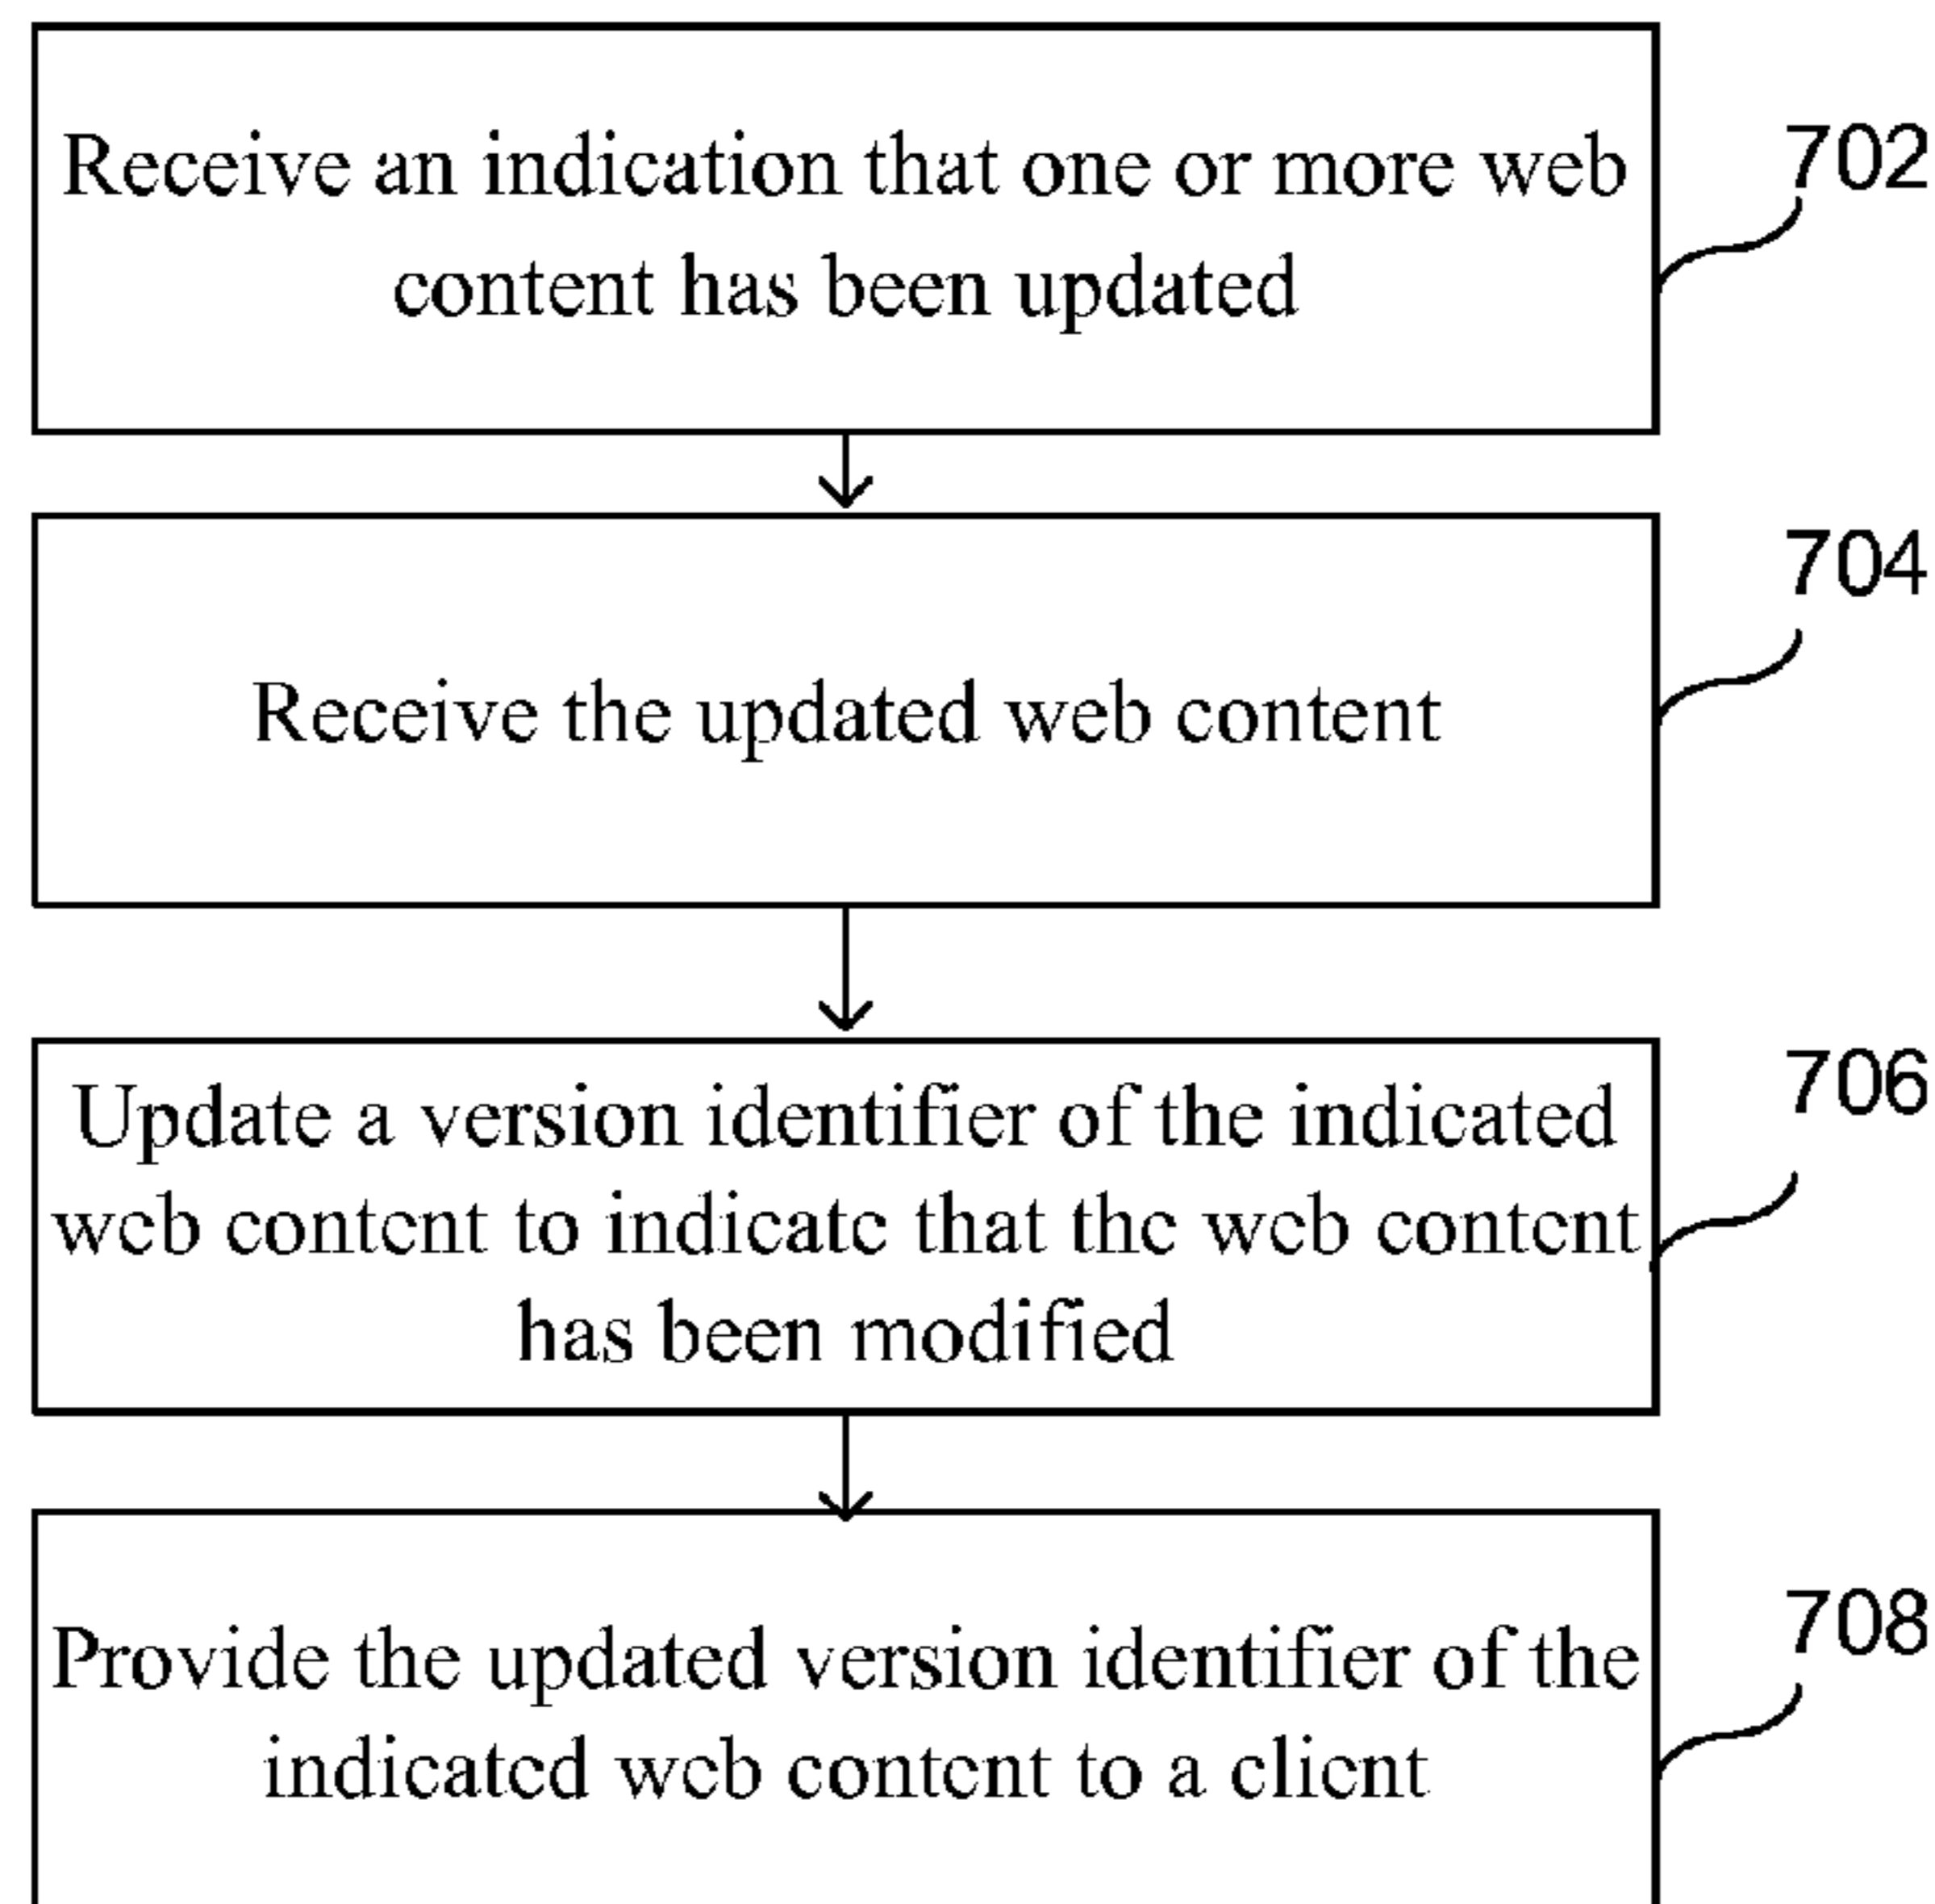 Receive an indication that one or more web
content has been updated
702
Receive the updated web content
704
Update a version identifier of the indicated
web content to indicate that the web content
has been modified
706
Provide the updated version identifier of the
indicated web content to a client
708